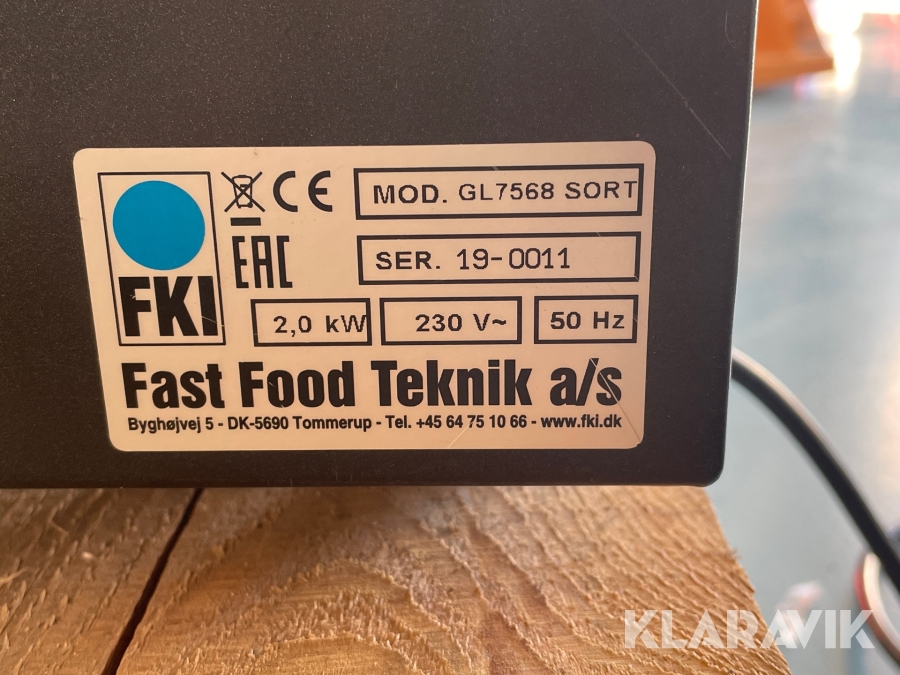 CE
MOD. GL7568 SORT
EAC
SER. 19-0011
FKI
2,0 kW
230 V~
50 Hz
Fast Food Teknik a/s
Byghøjvej 5 - DK-5690 Tommerup - Tel. +45 64 75 10 66 - www.fki.dk
KLARAVIK